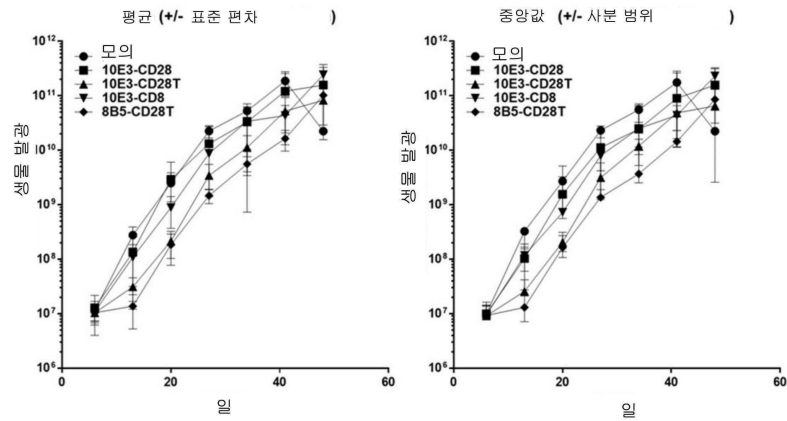 평균 (+/- 표준 편차 )
모의
10E3-CD28
10E3-CD28T
10E3-CD8
8B5-CD28T
생물 발광
10¹²
10¹¹
10¹⁰
10⁹
10⁸
10⁷
10⁶
0 20 40 60
일
중앙값 (+/- 사분 범위 )
모의
10E3-CD28
10E3-CD28T
10E3-CD8
8B5-CD28T
생물 발광
10¹²
10¹¹
10¹⁰
10⁹
10⁸
10⁷
10⁶
0 20 40 60
일